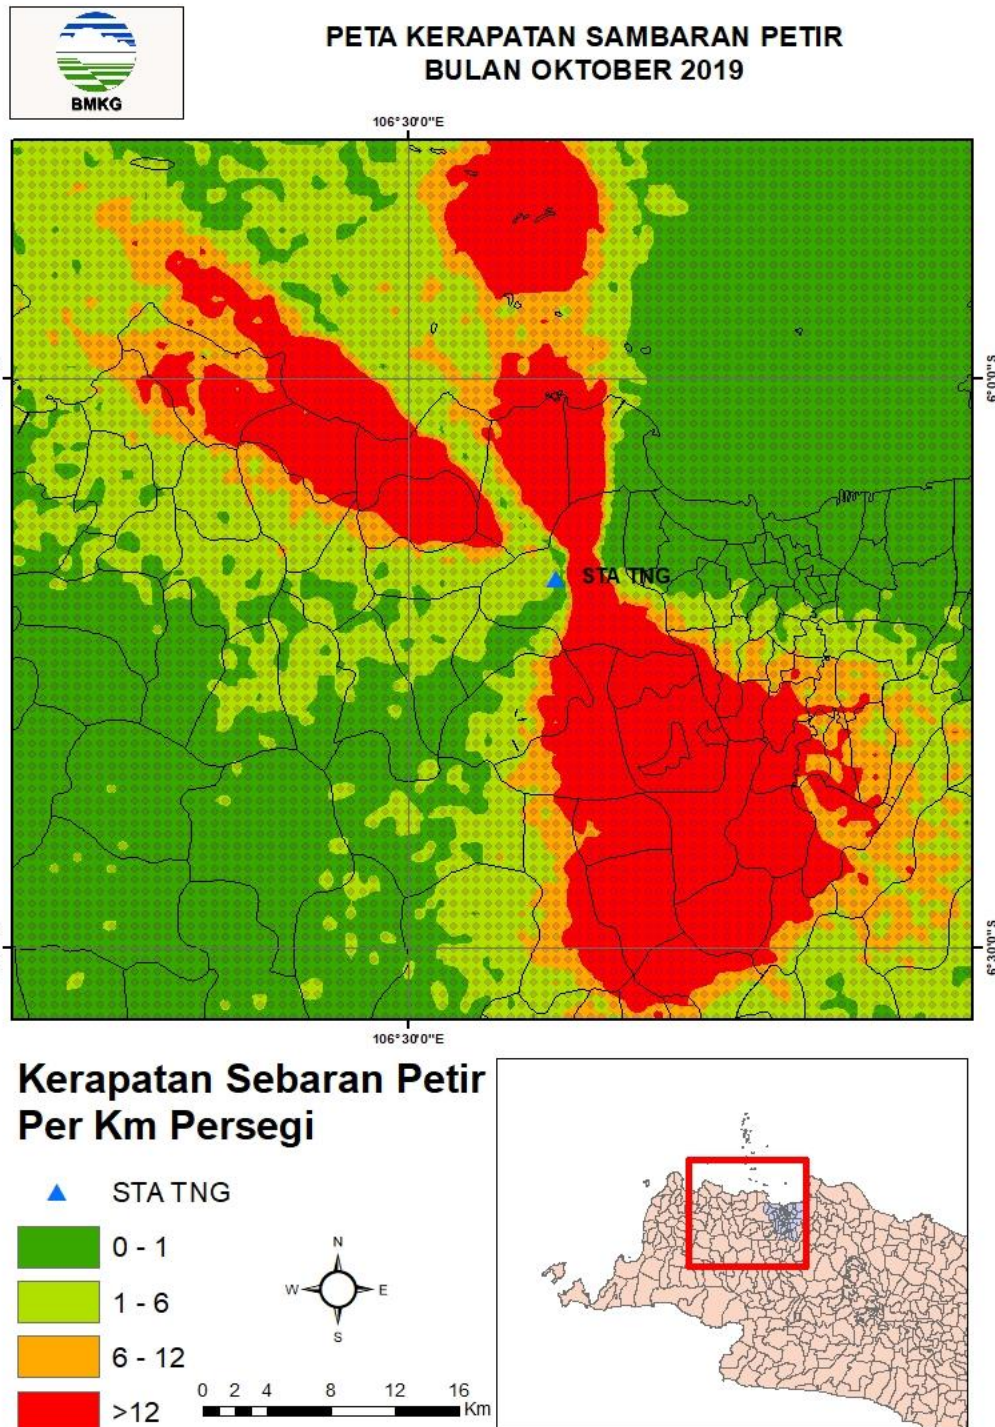 BMKG
PETA KERAPATAN SAMBARAN PETIR
BULAN OKTOBER 2019
106°30'0"E
6°0'0"S
STA TNG
6°30'0"S
106°30'0"E
Kerapatan Sebaran Petir
Per Km Persegi
STA TNG
0 - 1
1 - 6
6 - 12
>12
N
W E
S
0 2 4 8 12 16
Km